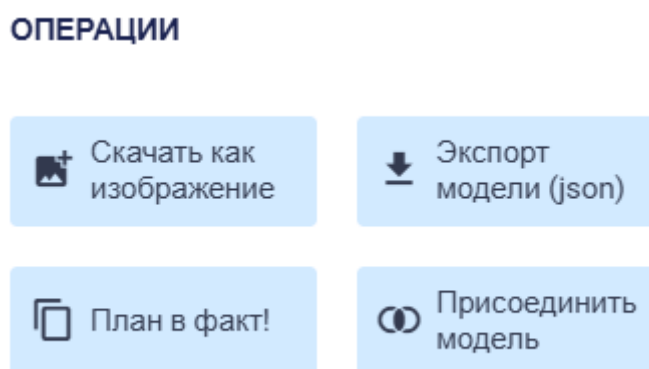 ОПЕРАЦИИ
Скачать как
изображение
Экспорт
модели (json)
План в факт!
Присоединить
модель